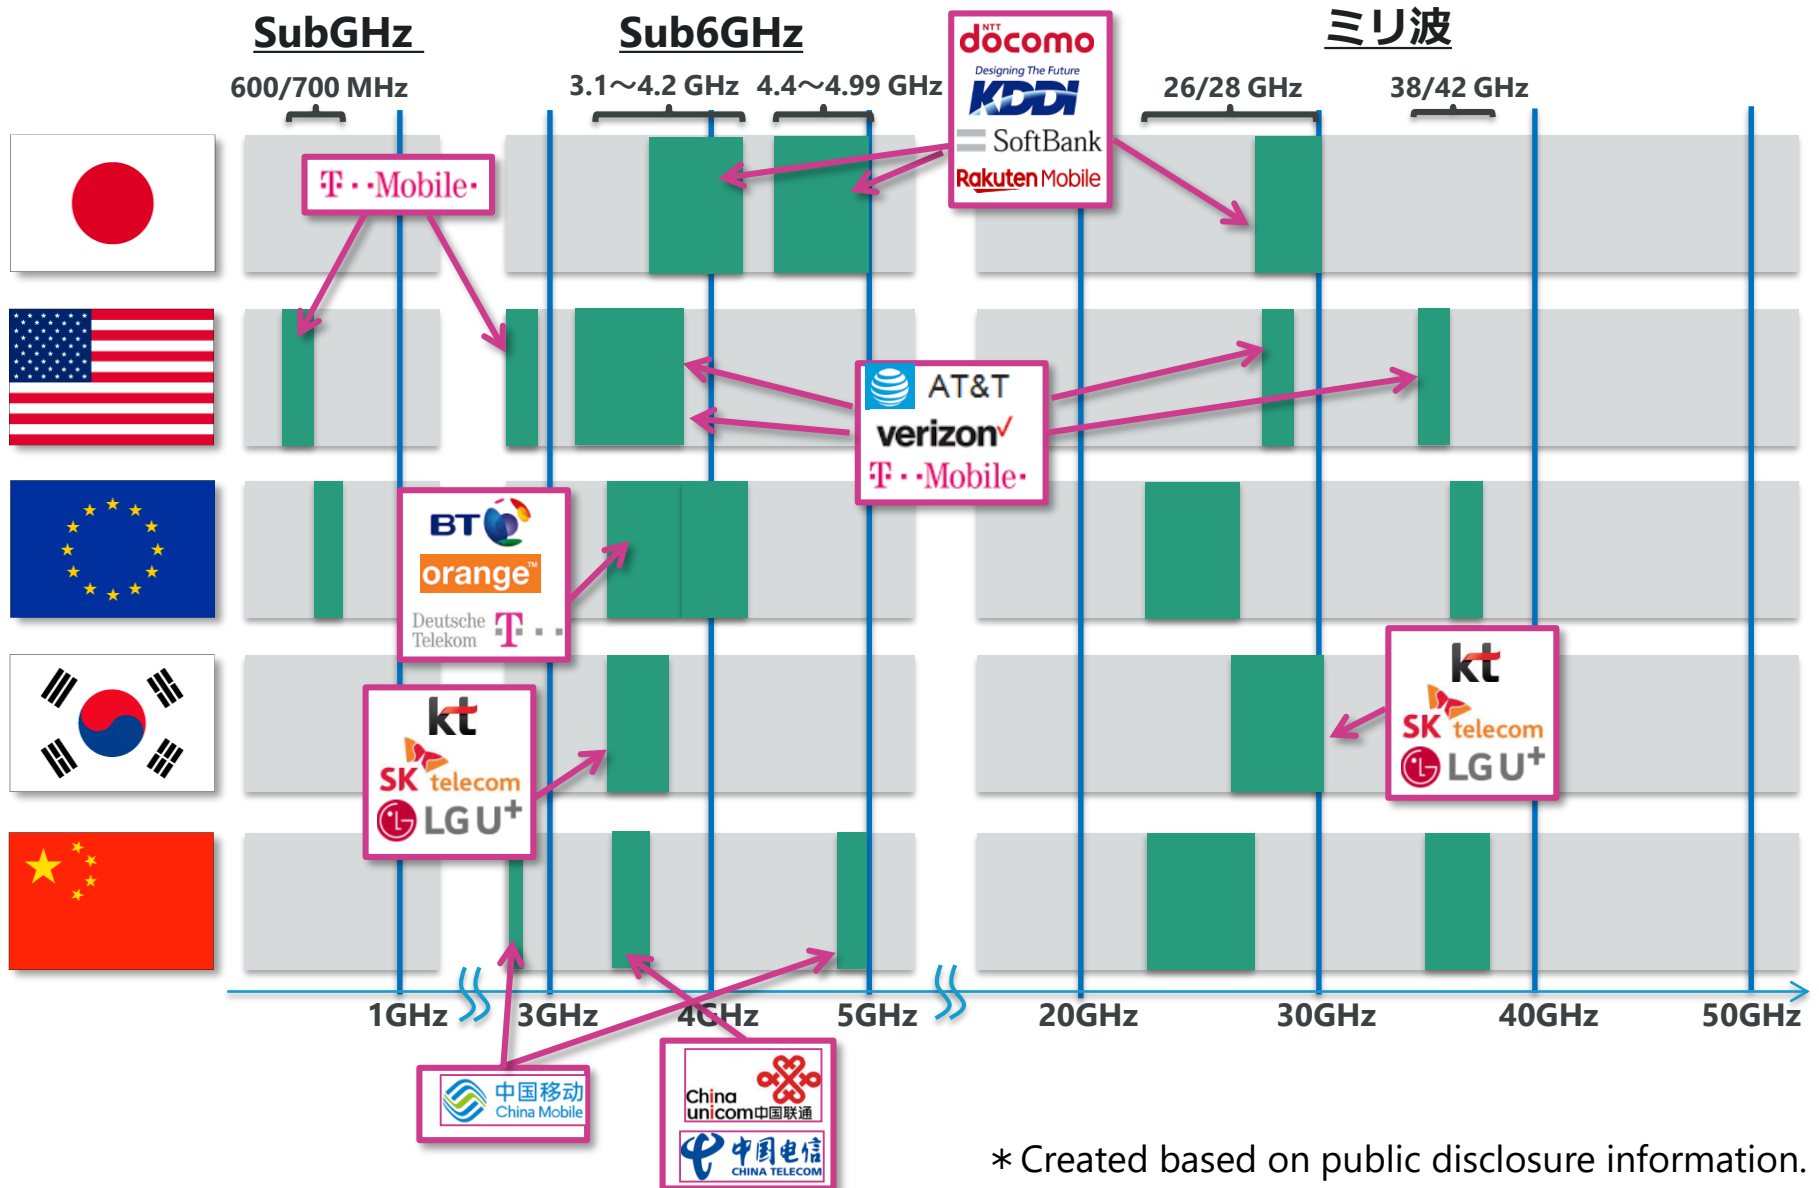 SubGHz
Sub6GHz
ミリ波
600/700 MHz
3.1～4.2 GHz
4.4～4.99 GHz
26/28 GHz
38/42 GHz
NTT
döcomo
Designing The Future
KDDI
SoftBank
Rakuten Mobile
T··Mobile·
AT&T
verizon✓
T··Mobile·
BT
orange™
Deutsche
Telekom T··
kt
SK telecom
LG U+
kt
SK telecom
LG U+
1GHz
3GHz
4GHz
5GHz
20GHz
30GHz
40GHz
50GHz
中国移动
China Mobile
China
unicom中国联通
中国电信
CHINA TELECOM
＊Created based on public disclosure information.